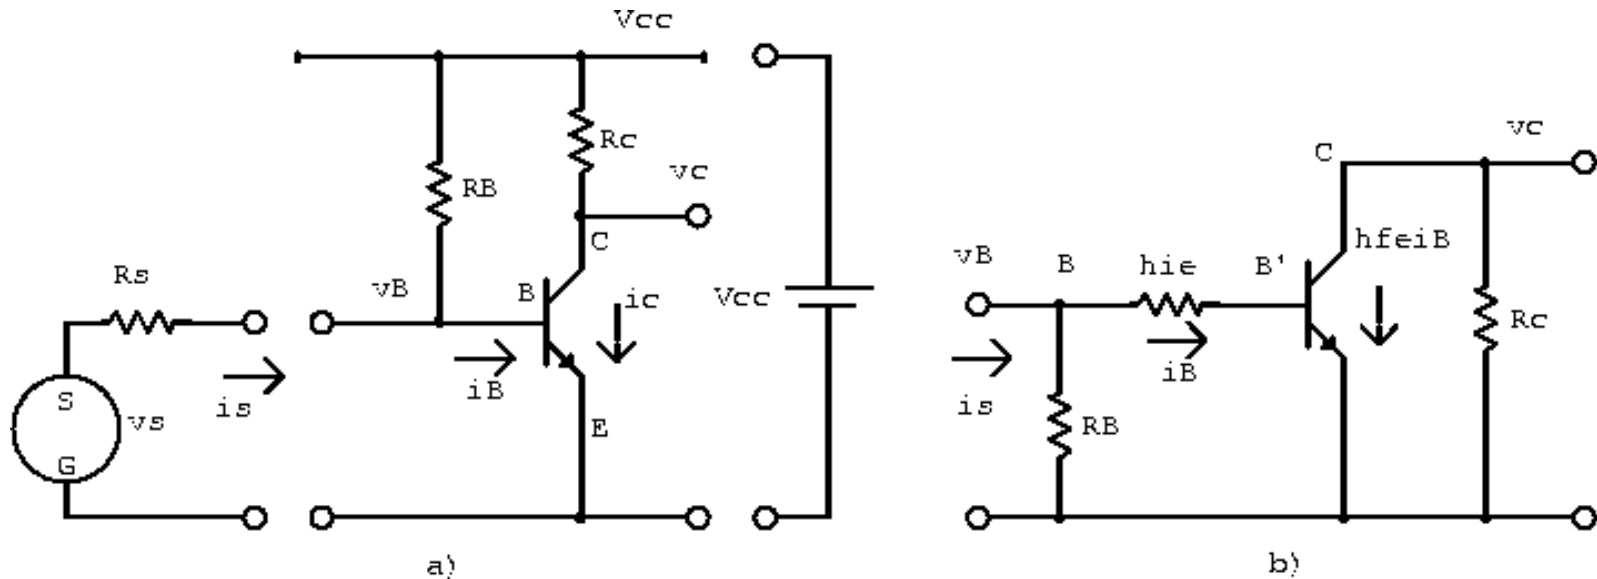 Vcc
Rc
vc
RB
C
Rs
vB
B
ic
Vcc
is
iB
S
vs
E
G
a)
vc
C
hfeiB
vB
B
hie
B'
Rc
iB
is
RB
b)